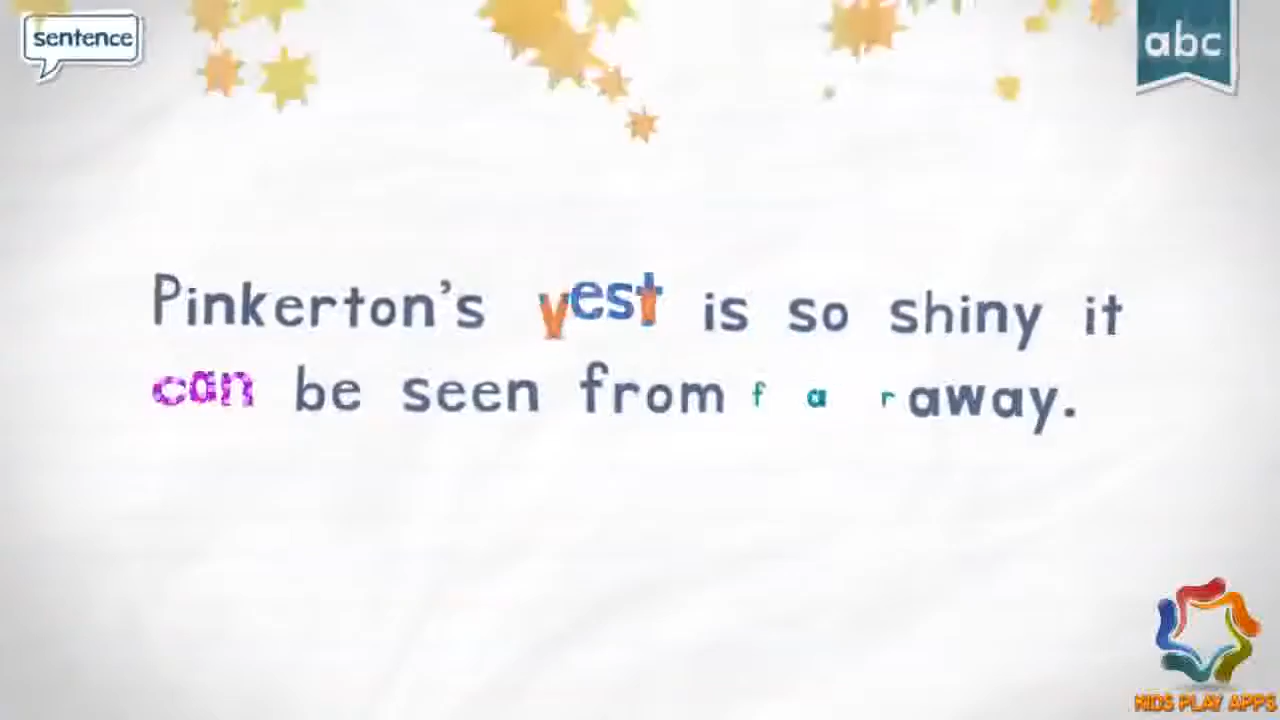 sentence
abc
Pinkerton's vest is so shiny it
can be seen from far away.
KIDS PLAY APPS